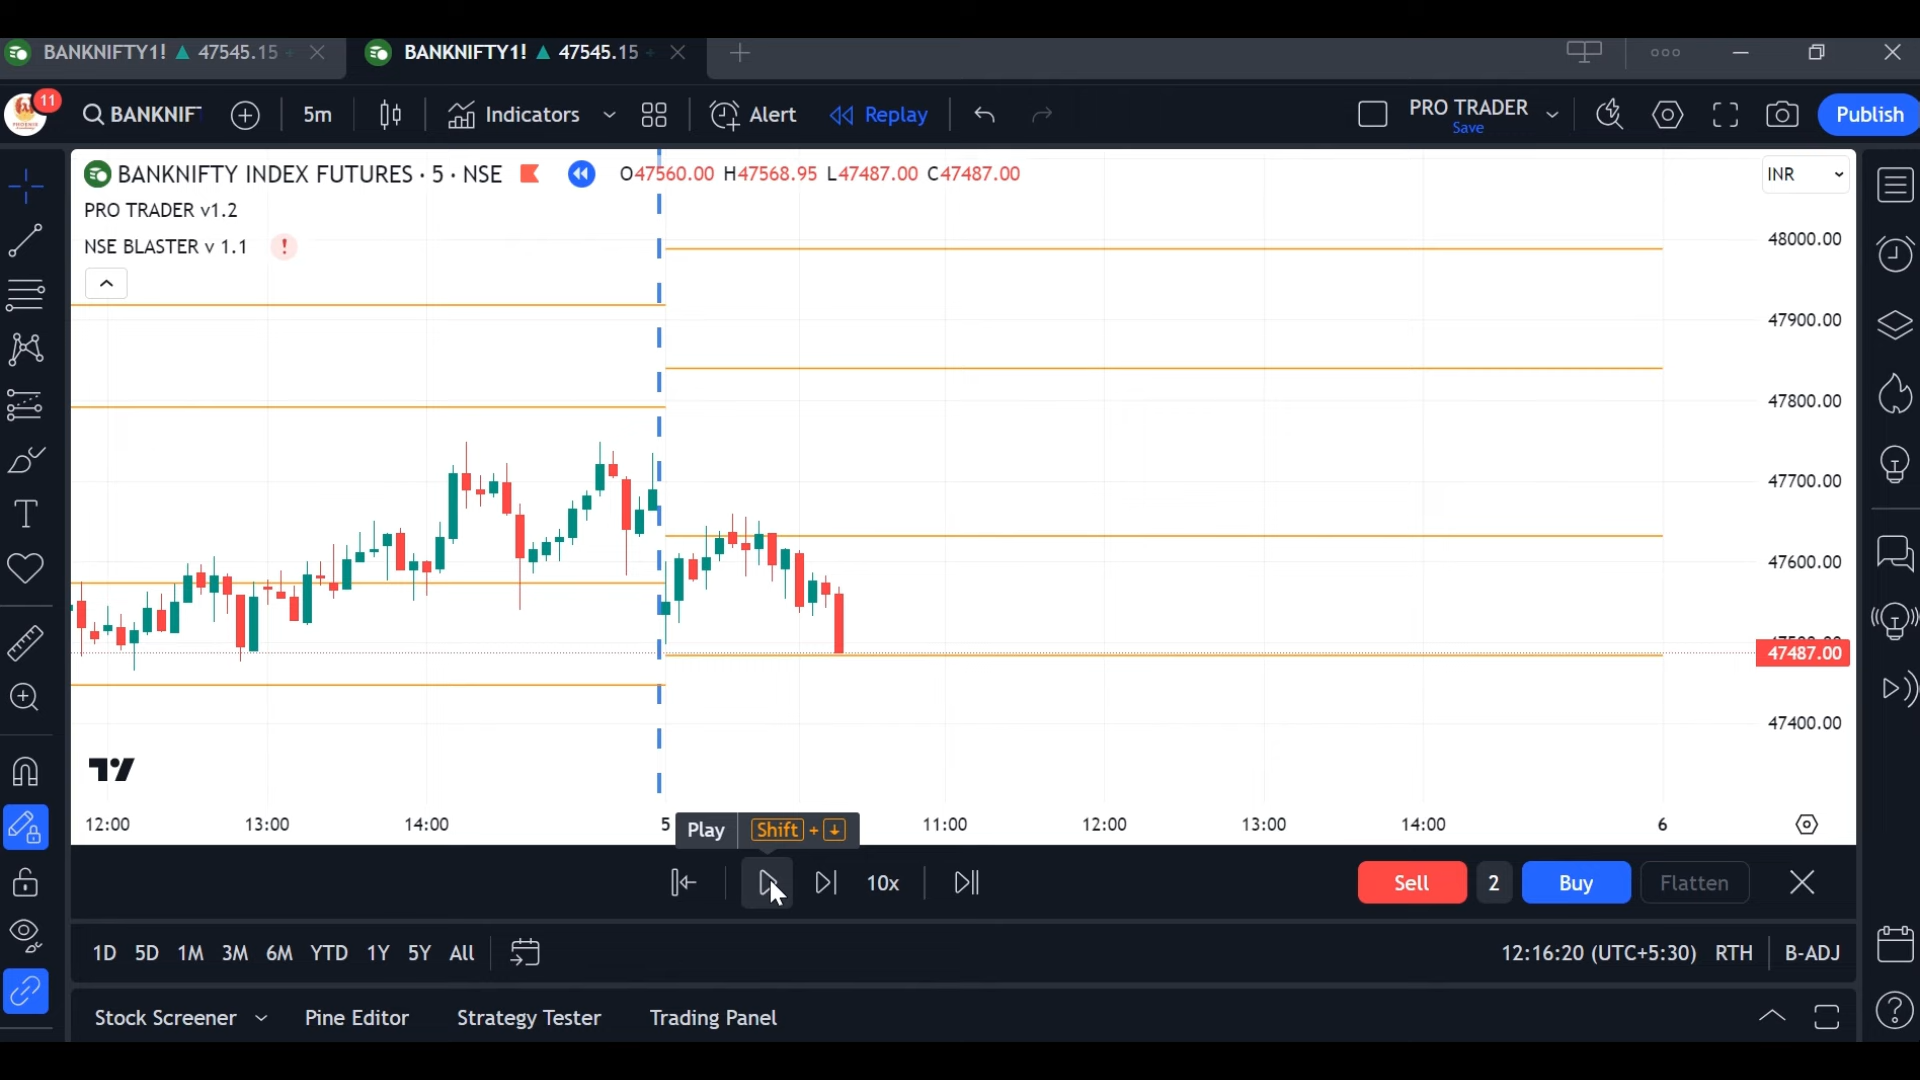 BANKNIFTY1! ▲ 47545.15
BANKNIFTY1! ▲ 47545.15
11
BANKNIF
5m
Indicators
Alert
Replay
PRO TRADER
Save
Publish
BANKNIFTY INDEX FUTURES · 5 · NSE
O47560.00 H47568.95 L47487.00 C47487.00
INR
PRO TRADER v1.2
NSE BLASTER v 1.1 !
48000.00
47900.00
47800.00
47700.00
47600.00
47487.00
47400.00
12:00 13:00 14:00 5 11:00 12:00 13:00 14:00 6
Play Shift + ↓
10x
Sell 2 Buy Flatten
1D 5D 1M 3M 6M YTD 1Y 5Y All
12:16:20 (UTC+5:30) RTH B-ADJ
Stock Screener Pine Editor Strategy Tester Trading Panel